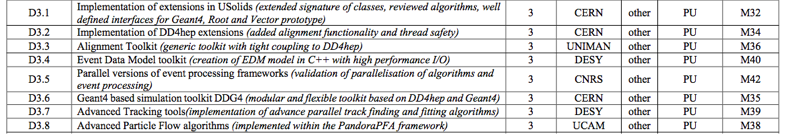 D3.1 Implementation of extensions in USolids (extended signature of classes, reviewed algorithms, well defined interfaces for Geant4, Root and Vector prototype) 3 CERN other PU M32
D3.2 Implementation of DD4hep extensions (added alignment functionality and thread safety) 3 CERN other PU M34
D3.3 Alignment Toolkit (generic toolkit with tight coupling to DD4hep) 3 UNIMAN other PU M36
D3.4 Event Data Model toolkit (creation of EDM model in C++ with high performance I/O) 3 DESY other PU M40
D3.5 Parallel versions of event processing frameworks (validation of parallelisation of algorithms and event processing) 3 CNRS other PU M42
D3.6 Geant4 based simulation toolkit DDG4 (modular and flexible toolkit based on DD4hep and Geant4) 3 CERN other PU M35
D3.7 Advanced Tracking tools(implementation of advance parallel track finding and fitting algorithms) 3 DESY other PU M39
D3.8 Advanced Particle Flow algorithms (implemented within the PandoraPFA framework) 3 UCAM other PU M38